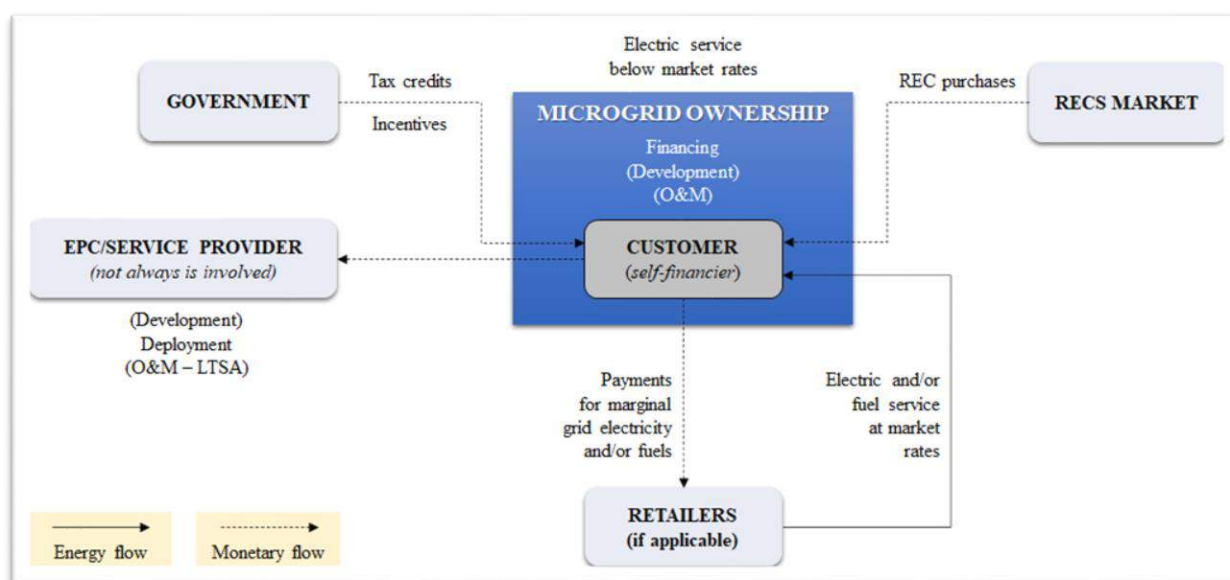 Electric service
below market rates
GOVERNMENT
Tax credits
Incentives
REC purchases
RECS MARKET
MICROGRID OWNERSHIP
Financing
(Development)
(O&M)
CUSTOMER
(self-financier)
EPC/SERVICE PROVIDER
(not always is involved)
(Development)
Deployment
(O&M – LTSA)
Payments
for marginal
grid electricity
and/or fuels
Electric and/or
fuel service
at market
rates
RETAILERS
(if applicable)
Energy flow
Monetary flow